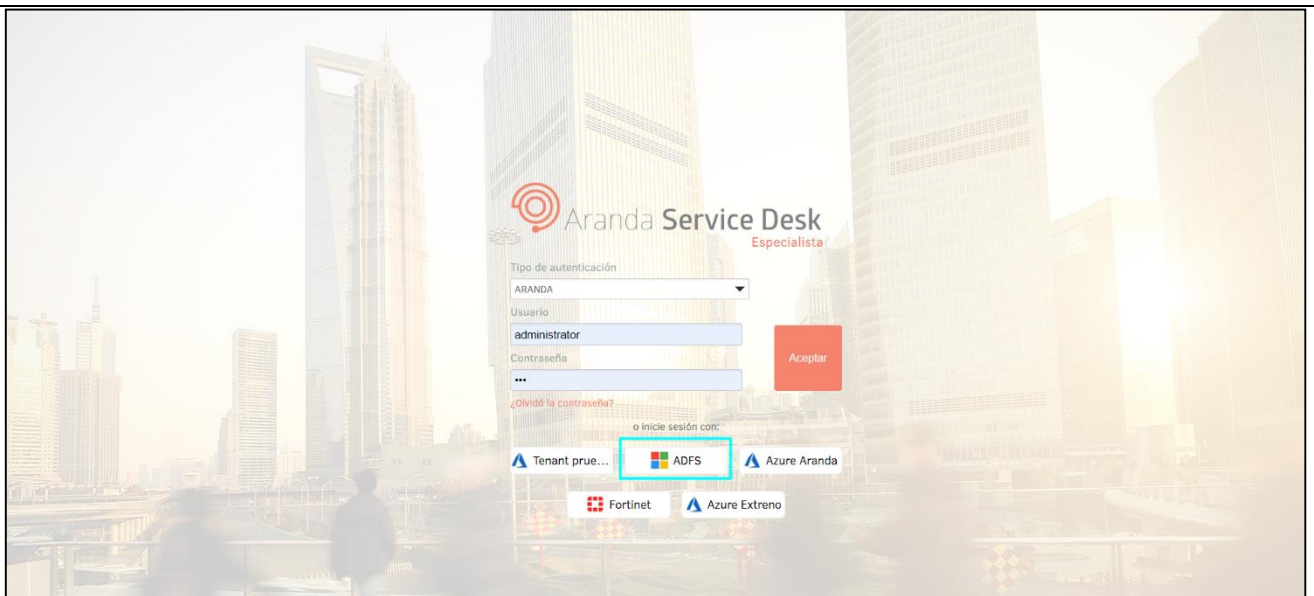 Aranda Service Desk
Especialista
Tipo de autenticación
ARANDA
Usuario
administrator
Contraseña
•••
Aceptar
¿Olvidó la contraseña?
o inicie sesión con:
Tenant prue...
ADFS
Azure Aranda
Fortinet
Azure Extreno